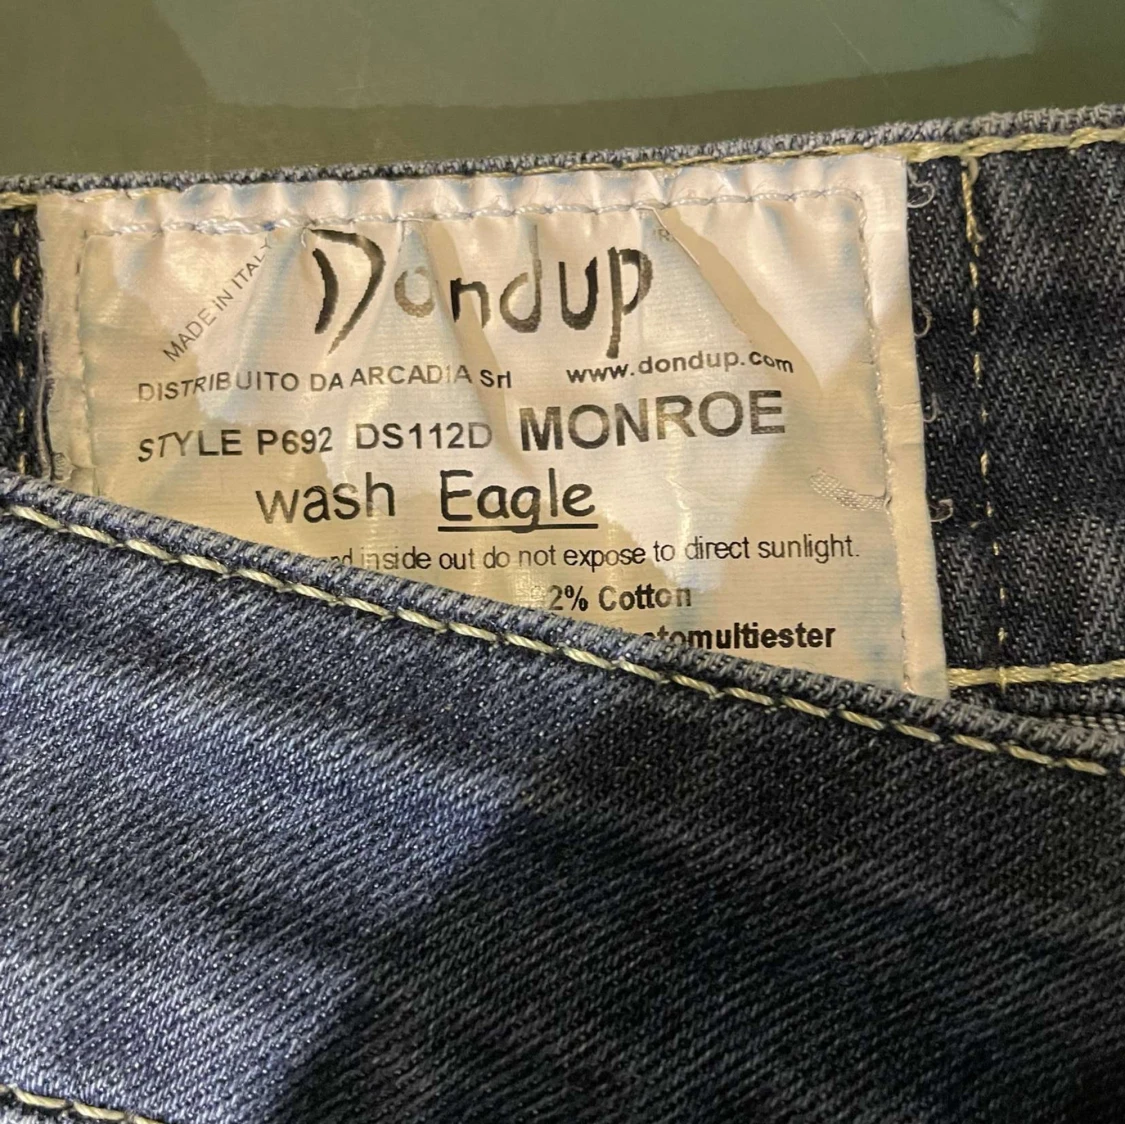 MADE IN ITALY
Dondup
DISTRIBUITO DA ARCADIA Srl www.dondup.com
STYLE P692 DS112D MONROE
wash Eagle
inside out do not expose to direct sunlight.
2% Cotton
tomultiester